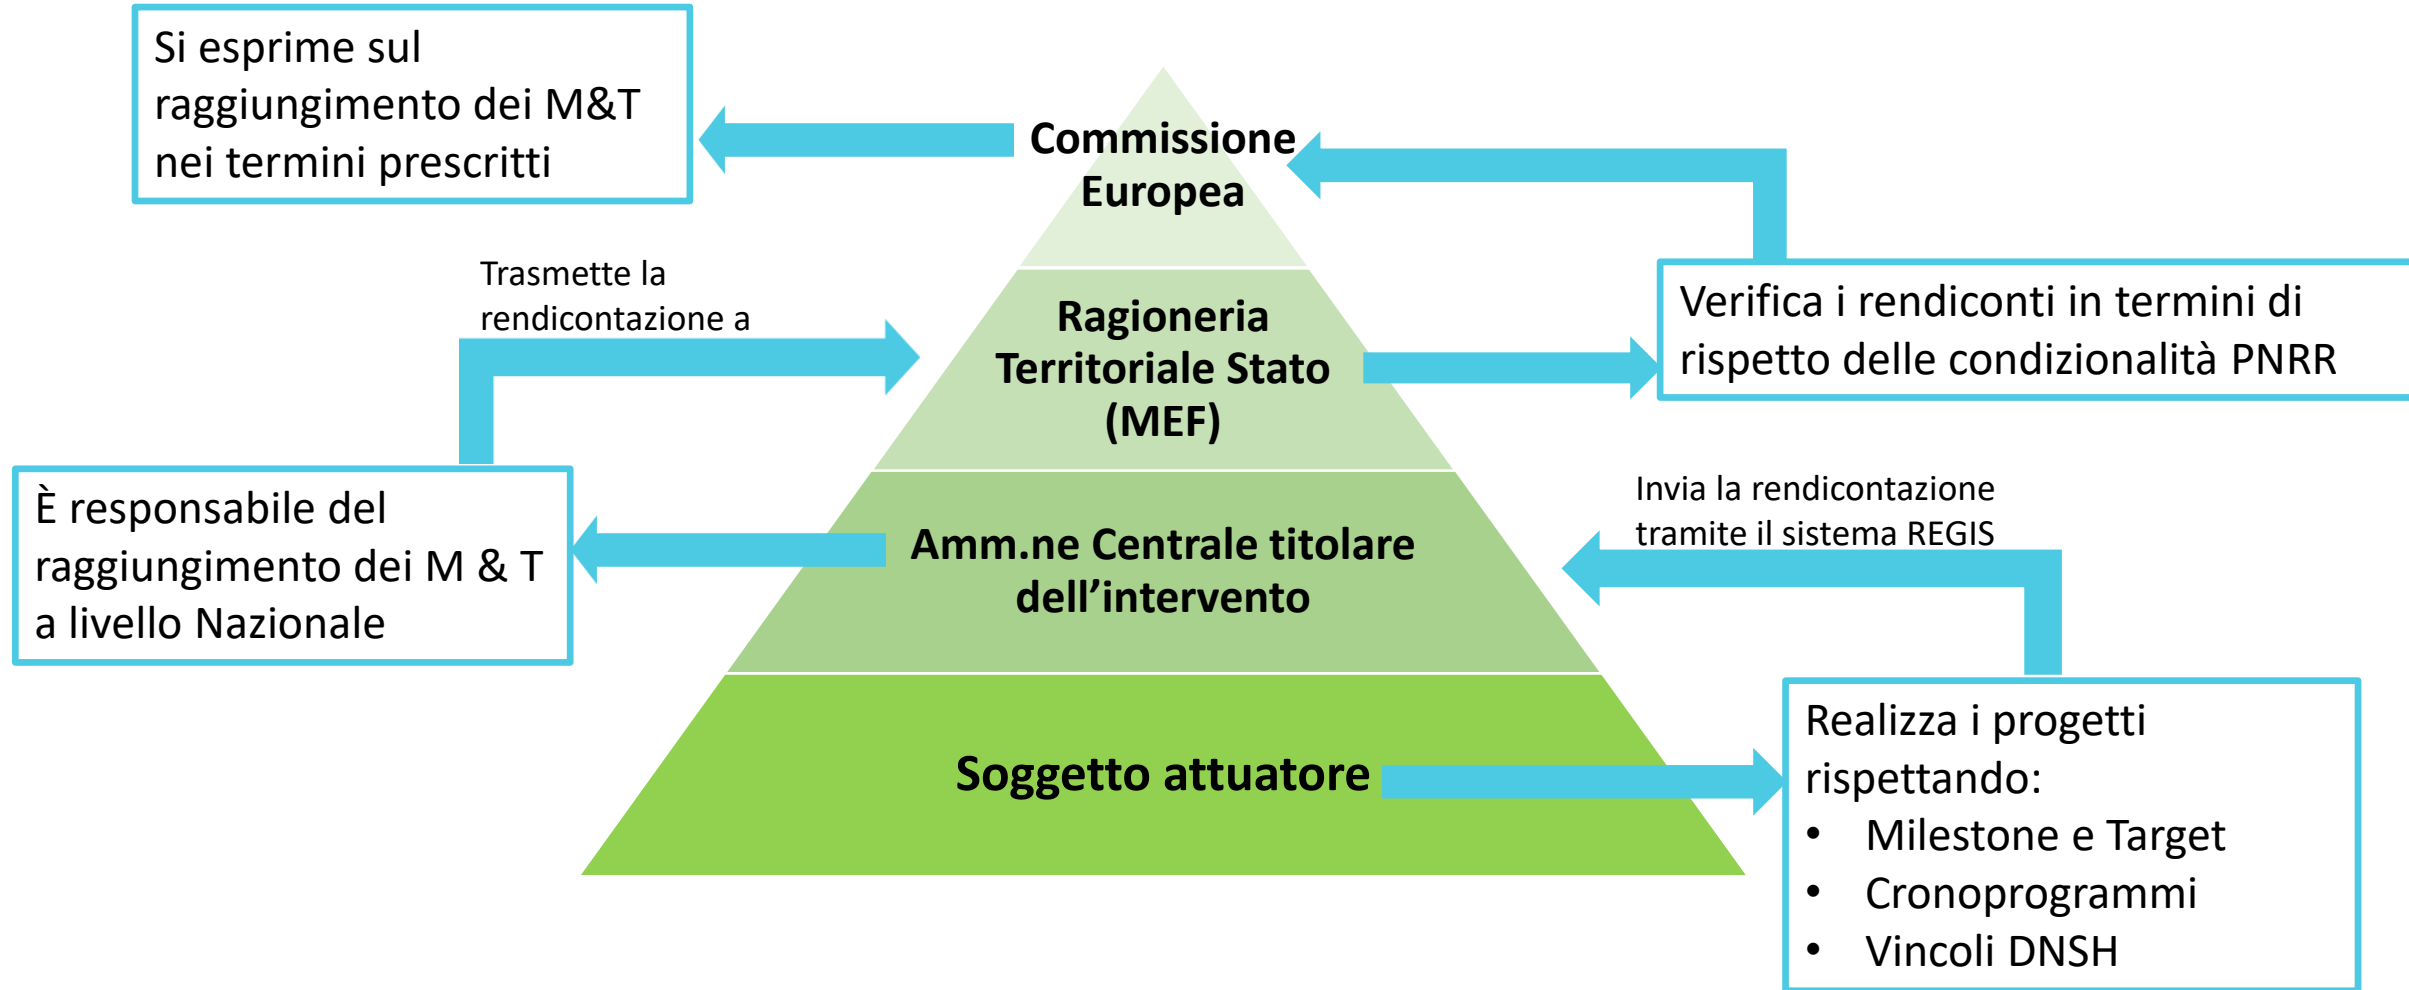 Si esprime sul
raggiungimento dei M&T
nei termini prescritti
Commissione
Europea
Trasmette la
rendicontazione a
Ragioneria
Territoriale Stato
(MEF)
Verifica i rendiconti in termini di
rispetto delle condizionalità PNRR
È responsabile del
raggiungimento dei M & T
a livello Nazionale
Amm.ne Centrale titolare
dell’intervento
Invia la rendicontazione
tramite il sistema REGIS
Soggetto attuatore
Realizza i progetti
rispettando:
• Milestone e Target
• Cronoprogrammi
• Vincoli DNSH